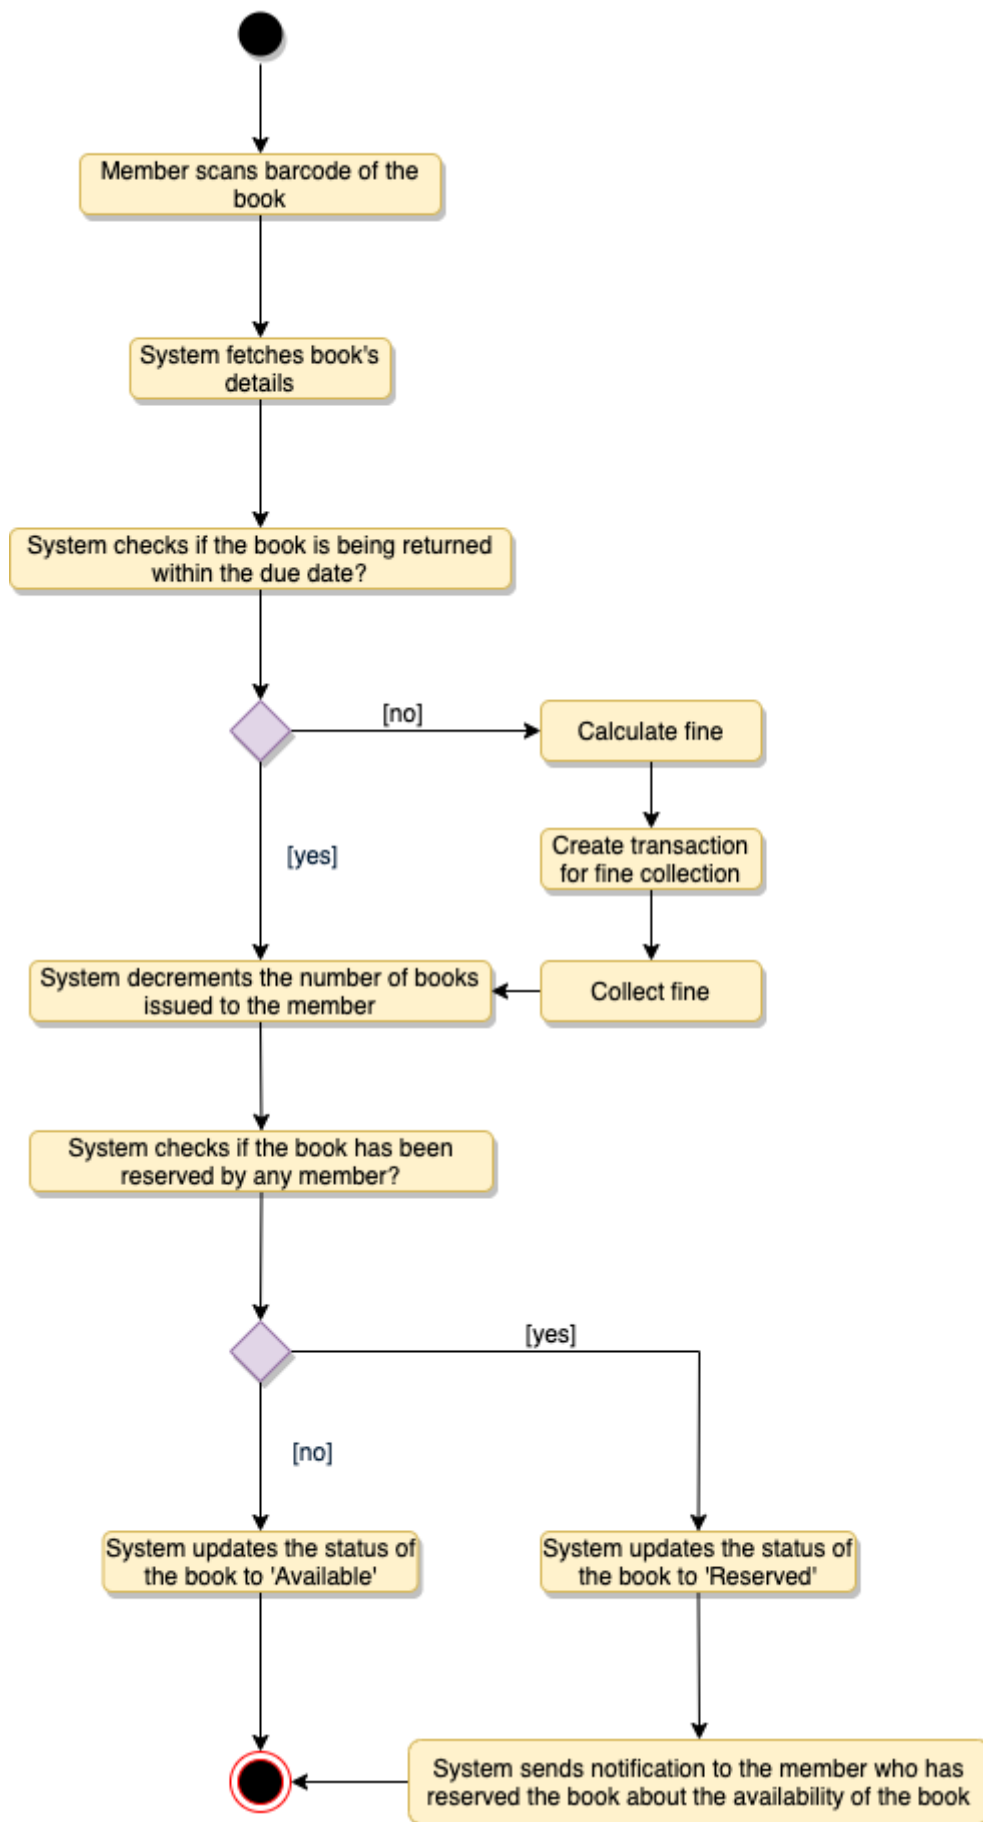 Member scans barcode of the
book
System fetches book's
details
System checks if the book is being returned
within the due date?
[no]
Calculate fine
[yes]
Create transaction
for fine collection
System decrements the number of books
issued to the member
Collect fine
System checks if the book has been
reserved by any member?
[yes]
[no]
System updates the status of
the book to 'Available'
System updates the status of
the book to 'Reserved'
System sends notification to the member who has
reserved the book about the availability of the book